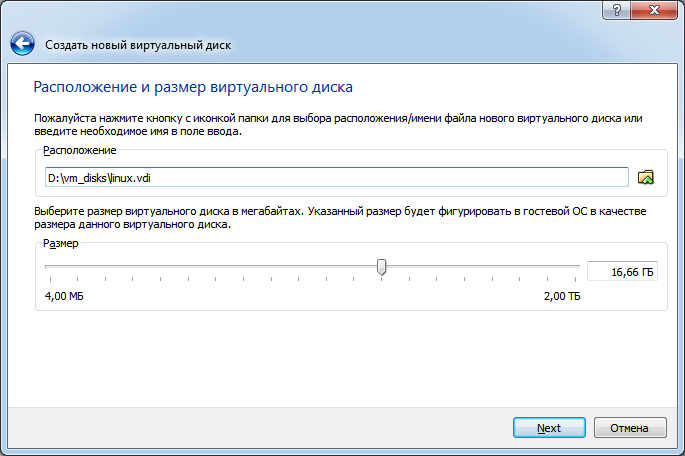 ?
Создать новый виртуальный диск
Расположение и размер виртуального диска
Пожалуйста нажмите кнопку с иконкой папки для выбора расположения/имени файла нового виртуального диска или
введите необходимое имя в поле ввода.
Расположение
D:\vm_disks\linux.vdi
Выберите размер виртуального диска в мегабайтах. Указанный размер будет фигурировать в гостевой ОС в качестве
размера данного виртуального диска.
Размер
16,66 ГБ
4,00 МБ 2,00 ТБ
Next Отмена